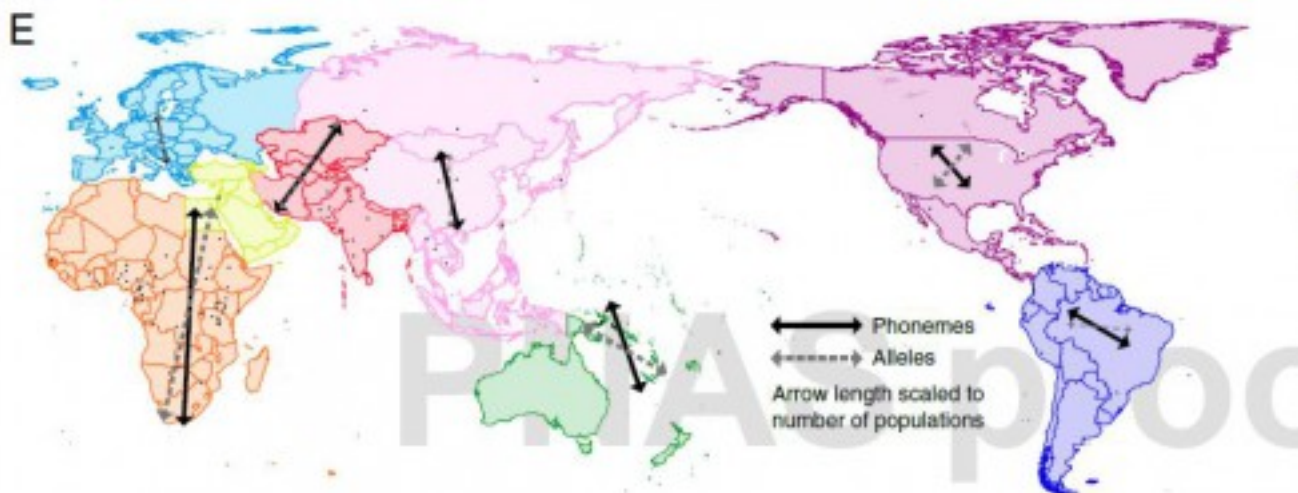 E
Phonemes
Alleles
Arrow length scaled to
number of populations
PNAS proo